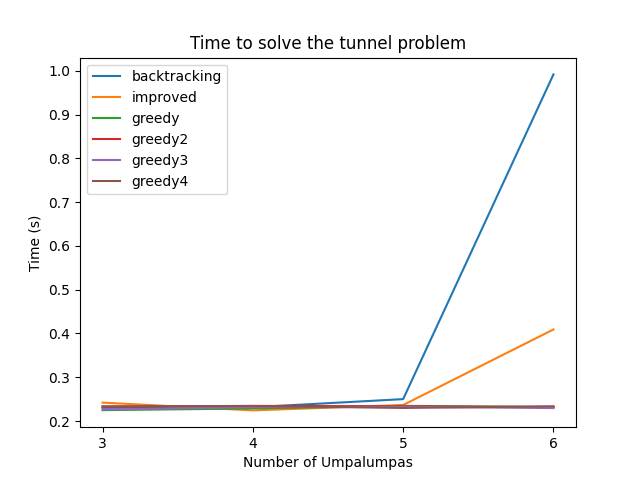 Time to solve the tunnel problem
backtracking
improved
greedy
greedy2
greedy3
greedy4
Time (s)
1.0
0.9
0.8
0.7
0.6
0.5
0.4
0.3
0.2
3 4 5 6
Number of Umpalumpas